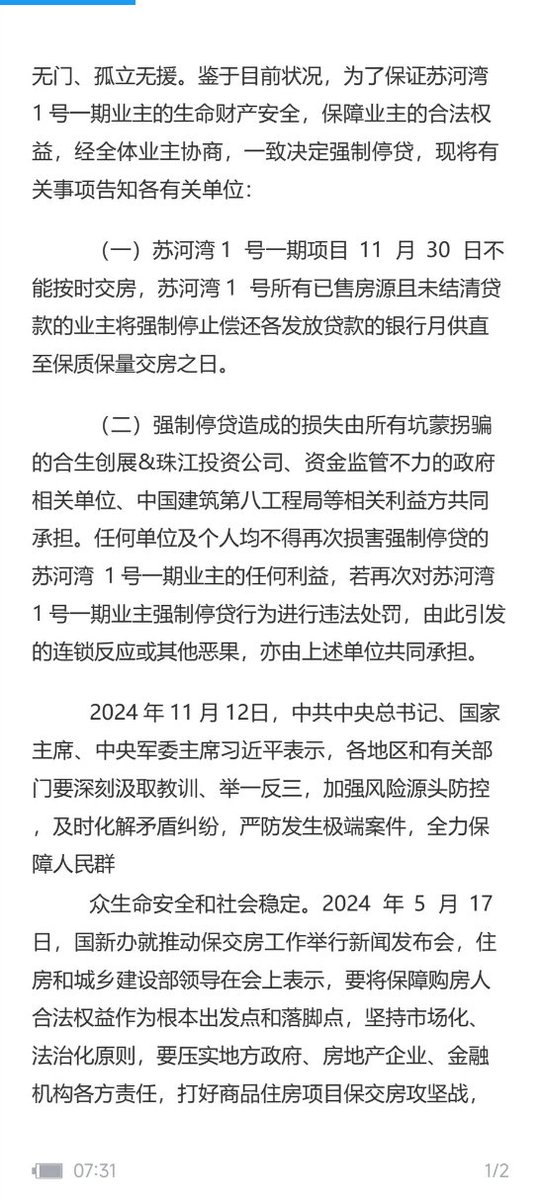 无门、孤立无援。鉴于目前状况，为了保证苏河湾
1号一期业主的生命财产安全，保障业主的合法权
益，经全体业主协商，一致决定强制停贷，现将有
关事项告知各有关单位：
（一）苏河湾1 号一期项目 11 月 30 日不
能按时交房，苏河湾1 号所有已售房源且未结清贷
款的业主将强制停止偿还各发放贷款的银行月供直
至保质保量交房之日。
（二）强制停贷造成的损失由所有坑蒙拐骗
的合生创展&珠江投资公司、资金监管不力的政府
相关单位、中国建筑第八工程局等相关利益方共同
承担。任何单位及个人均不得再次损害强制停贷的
苏河湾 1号一期业主的任何利益，若再次对苏河湾
1号一期业主强制停贷行为进行违法处罚，由此引发
的连锁反应或其他恶果，亦由上述单位共同承担。
2024年11月12日，中共中央总书记、国家
主席、中央军委主席习近平表示，各地区和有关部
门要深刻汲取教训、举一反三，加强风险源头防控
，及时化解矛盾纠纷，严防发生极端案件，全力保
障人民群
众生命安全和社会稳定。2024 年 5 月 17
日，国新办就推动保交房工作举行新闻发布会，住
房和城乡建设部领导在会上表示，要将保障购房人
合法权益作为根本出发点和落脚点，坚持市场化、
法治化原则，要压实地方政府、房地产企业、金融
机构各方责任，打好商品住房项目保交房攻坚战，
07:31
1/2